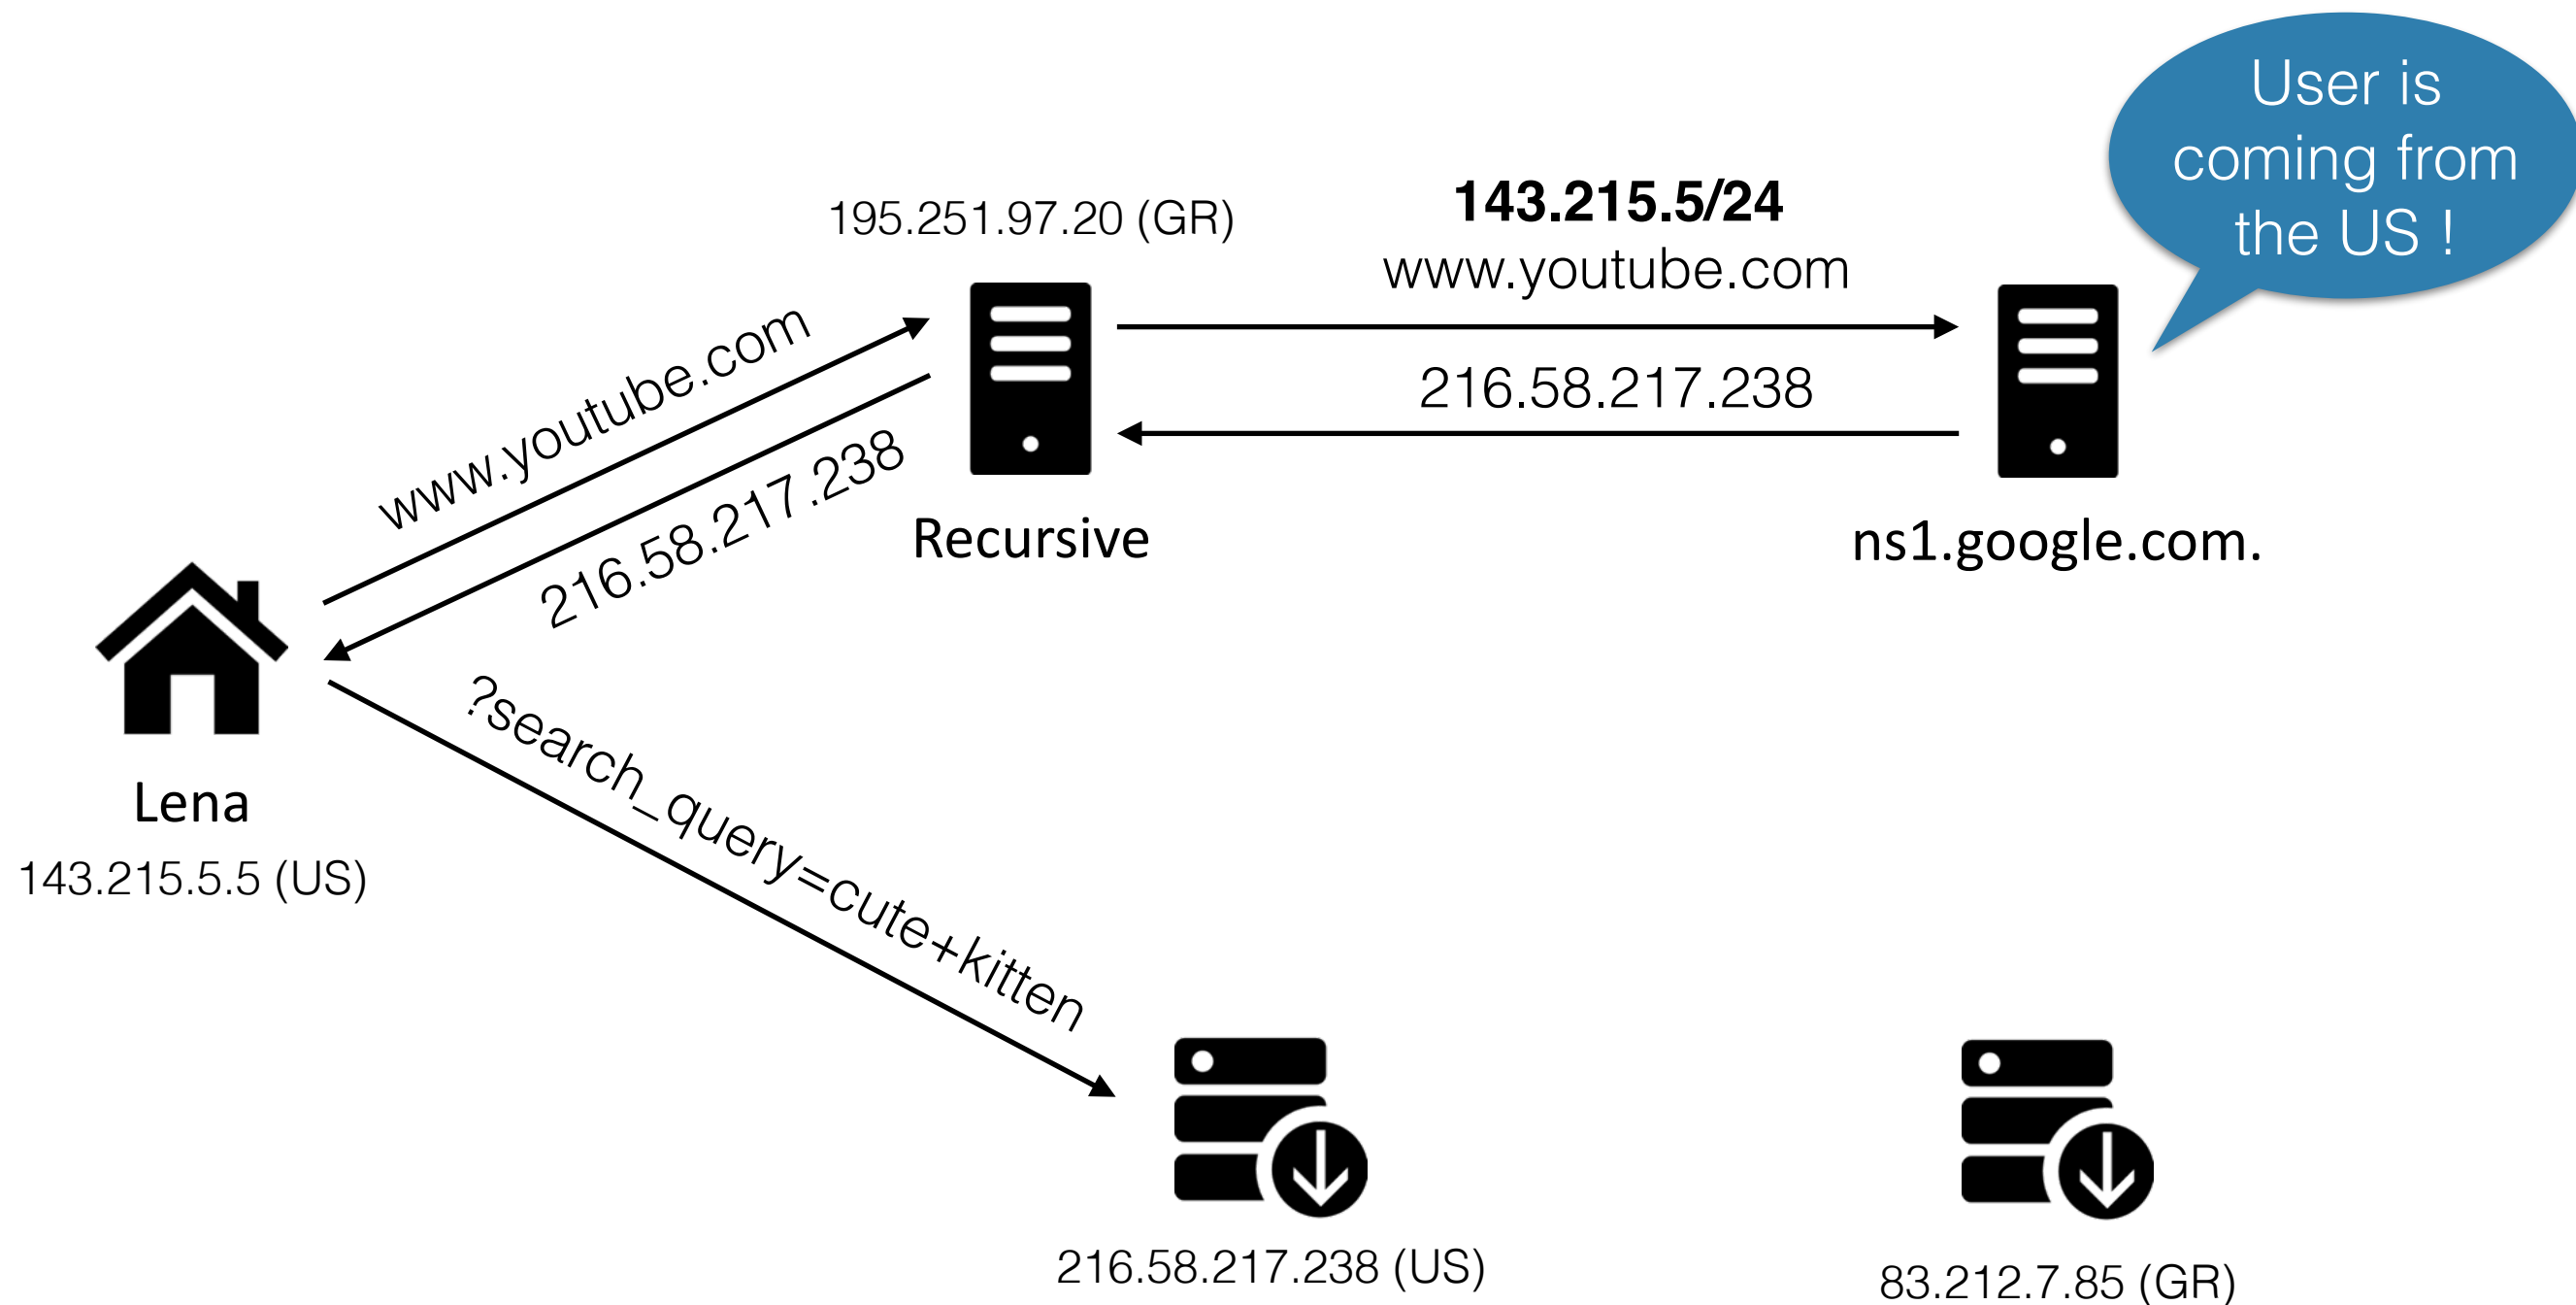 User is
coming from
the US !
143.215.5/24
195.251.97.20 (GR)
www.youtube.com
www.youtube.com
216.58.217.238
216.58.217.238
Recursive
ns1.google.com.
?search_query=cute+kitten
Lena
143.215.5.5 (US)
216.58.217.238 (US)
83.212.7.85 (GR)